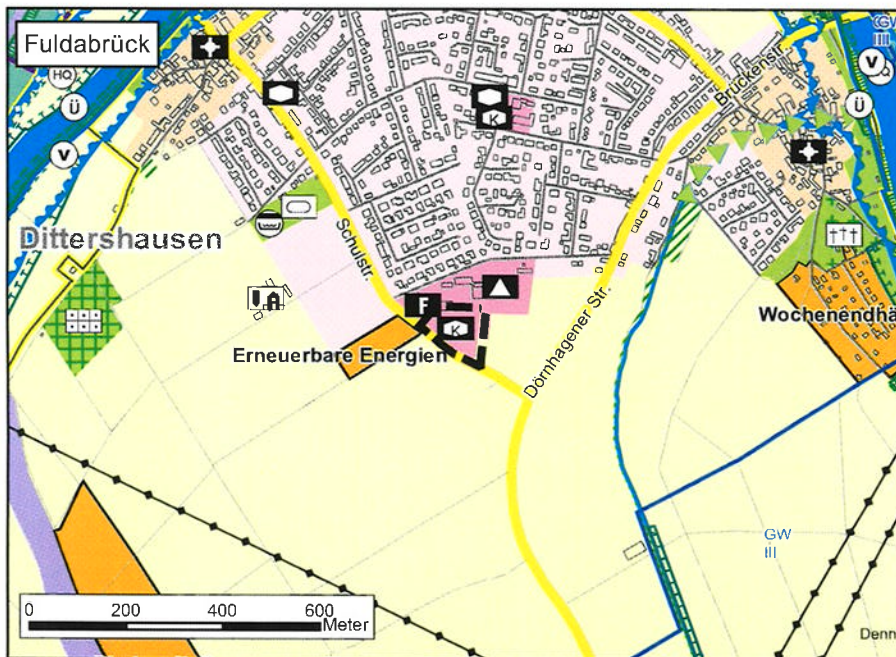 Fuldabrück
HQ
Ü
V
K
Brückenstr.
GW
III
V
Ü
Dittershausen
Schulstr.
F
K
A
Dörnhagener Str.
Wochenendhä
Erneuerbare Energien
GW
III
0 200 400 600
Meter
Denn